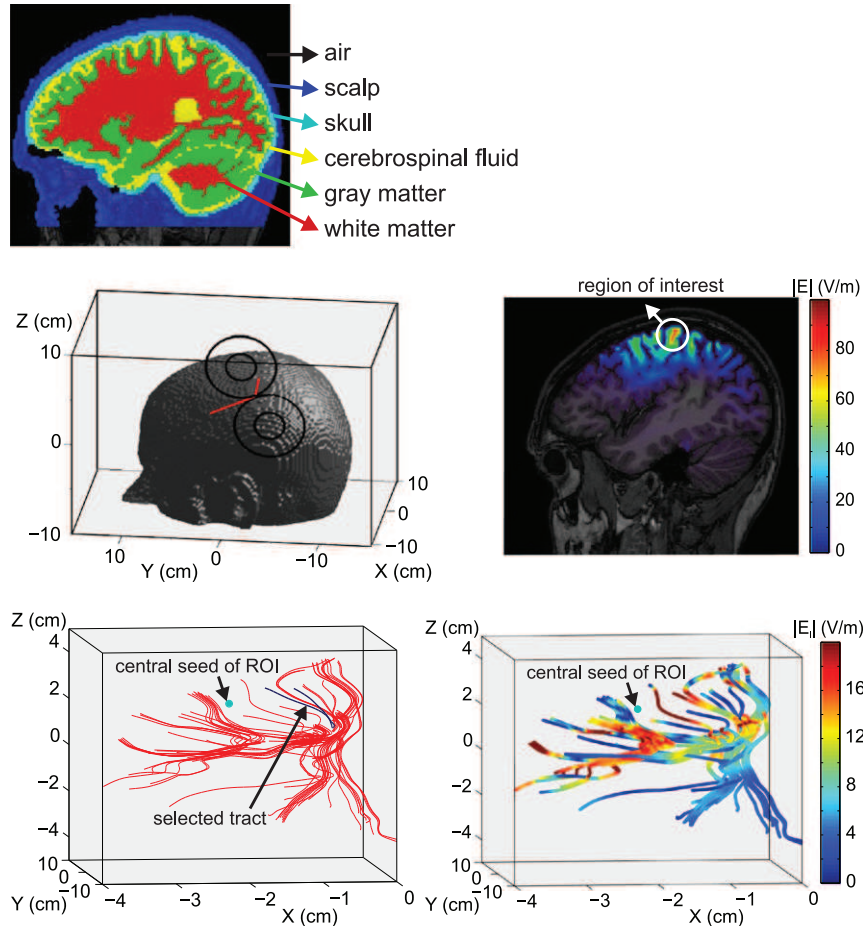 air
scalp
skull
cerebrospinal fluid
gray matter
white matter
Z (cm)
10
0
−10
10
0
−10
Y (cm)
10
0
−10
X (cm)
region of interest
|E| (V/m)
80
60
40
20
0
Z (cm)
4
2
0
−2
−4
10
−10
Y (cm)
−4
−3
−2
−1
0
X (cm)
central seed of ROI
selected tract
Z (cm)
4
2
0
−2
−4
10
−10
Y (cm)
−4
−3
−2
−1
0
X (cm)
central seed of ROI
|Eₗ| (V/m)
16
12
8
4
0